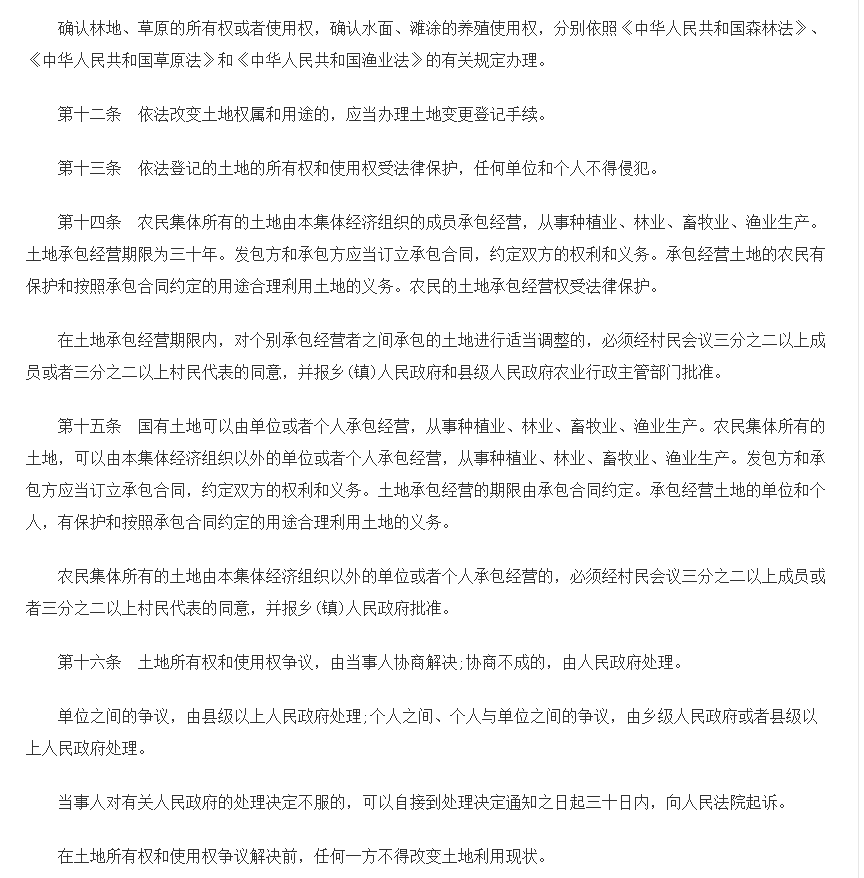 确认林地、草原的所有权或者使用权，确认水面、滩涂的养殖使用权，分别依照《中华人民共和国森林法》、
《中华人民共和国草原法》和《中华人民共和国渔业法》的有关规定办理。
第十二条　依法改变土地权属和用途的，应当办理土地变更登记手续。
第十三条　依法登记的土地的所有权和使用权受法律保护，任何单位和个人不得侵犯。
第十四条　农民集体所有的土地由本集体经济组织的成员承包经营，从事种植业、林业、畜牧业、渔业生产。
土地承包经营期限为三十年。发包方和承包方应当订立承包合同，约定双方的权利和义务。承包经营土地的农民有
保护和按照承包合同约定的用途合理利用土地的义务。农民的土地承包经营权受法律保护。
在土地承包经营期限内，对个别承包经营者之间承包的土地进行适当调整的，必须经村民会议三分之二以上成
员或者三分之二以上村民代表的同意，并报乡(镇)人民政府和县级人民政府农业行政主管部门批准。
第十五条　国有土地可以由单位或者个人承包经营，从事种植业、林业、畜牧业、渔业生产。农民集体所有的
土地，可以由本集体经济组织以外的单位或者个人承包经营，从事种植业、林业、畜牧业、渔业生产。发包方和承
包方应当订立承包合同，约定双方的权利和义务。土地承包经营的期限由承包合同约定。承包经营土地的单位和个
人，有保护和按照承包合同约定的用途合理利用土地的义务。
农民集体所有的土地由本集体经济组织以外的单位或者个人承包经营的，必须经村民会议三分之二以上成员或
者三分之二以上村民代表的同意，并报乡(镇)人民政府批准。
第十六条　土地所有权和使用权争议，由当事人协商解决;协商不成的，由人民政府处理。
单位之间的争议，由县级以上人民政府处理;个人之间、个人与单位之间的争议，由乡级人民政府或者县级以
上人民政府处理。
当事人对有关人民政府的处理决定不服的，可以自接到处理决定通知之日起三十日内，向人民法院起诉。
在土地所有权和使用权争议解决前，任何一方不得改变土地利用现状。